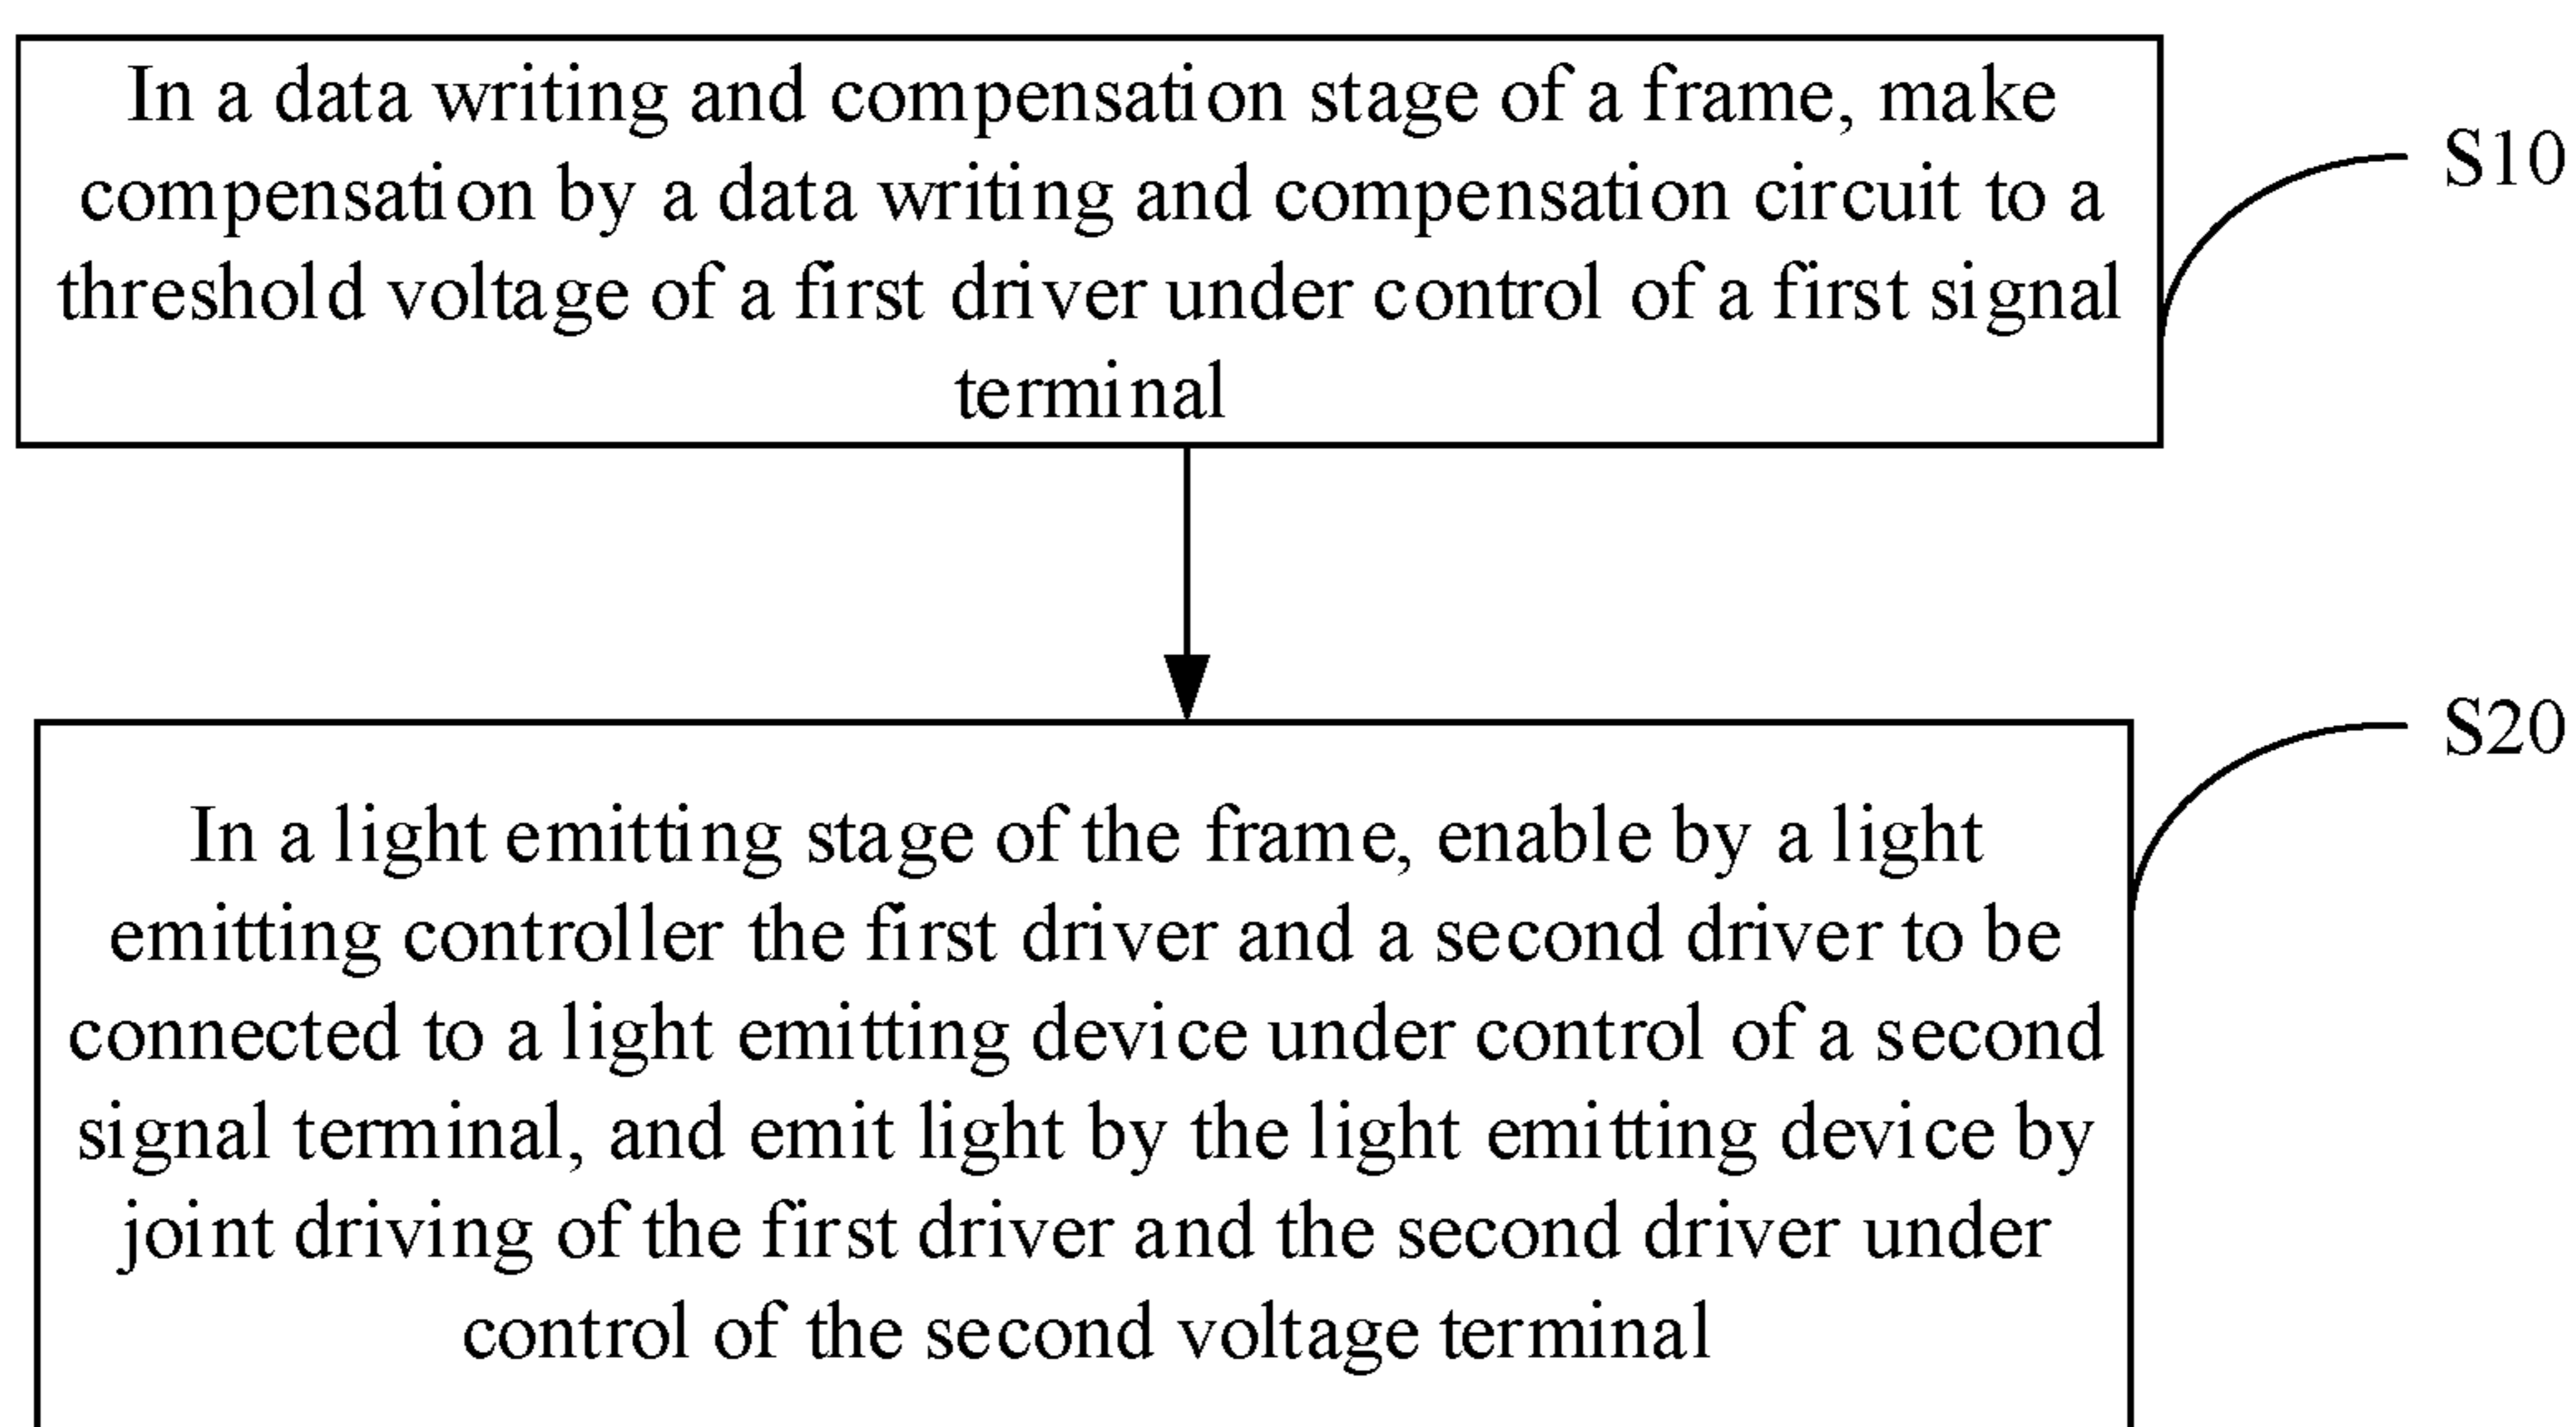 In a data writing and compensation stage of a frame, make
compensation by a data writing and compensation circuit to a
threshold voltage of a first driver under control of a first signal
terminal
S10
S20
In a light emitting stage of the frame, enable by a light
emitting controller the first driver and a second driver to be
connected to a light emitting device under control of a second
signal terminal, and emit light by the light emitting device by
joint driving of the first driver and the second driver under
control of the second voltage terminal